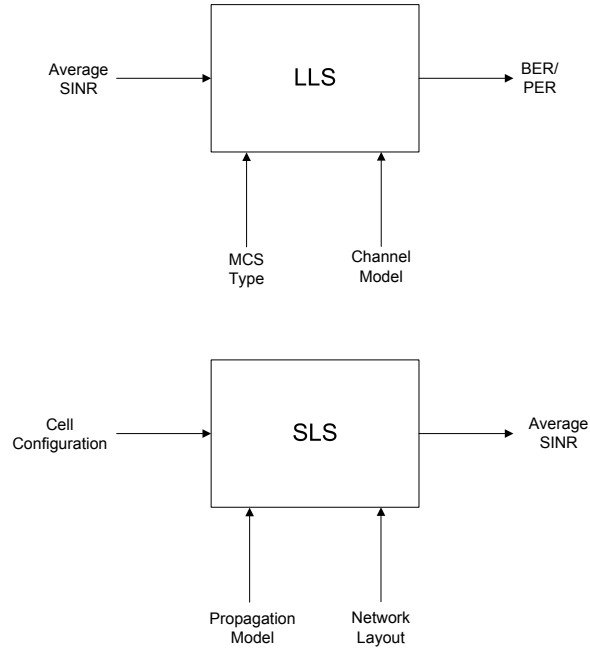 Average
SINR
LLS
BER/
PER
MCS
Type
Channel
Model
Cell
Configuration
SLS
Average
SINR
Propagation
Model
Network
Layout